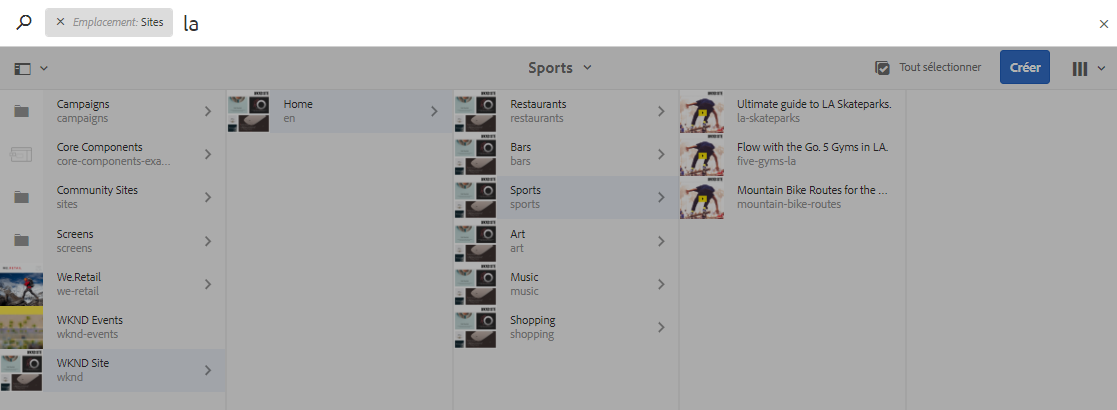 Emplacement: Sites la
Sports
Tout sélectionner
Créer
Campaigns
campaigns
Core Components
core-components-exa...
Community Sites
sites
Screens
screens
We.Retail
we-retail
WKND Events
wknd-events
WKND Site
wknd
Home
en
Restaurants
restaurants
Bars
bars
Sports
sports
Art
art
Music
music
Shopping
shopping
Ultimate guide to LA Skateparks.
la-skateparks
Flow with the Go. 5 Gyms in LA.
five-gyms-la
Mountain Bike Routes for the ...
mountain-bike-routes